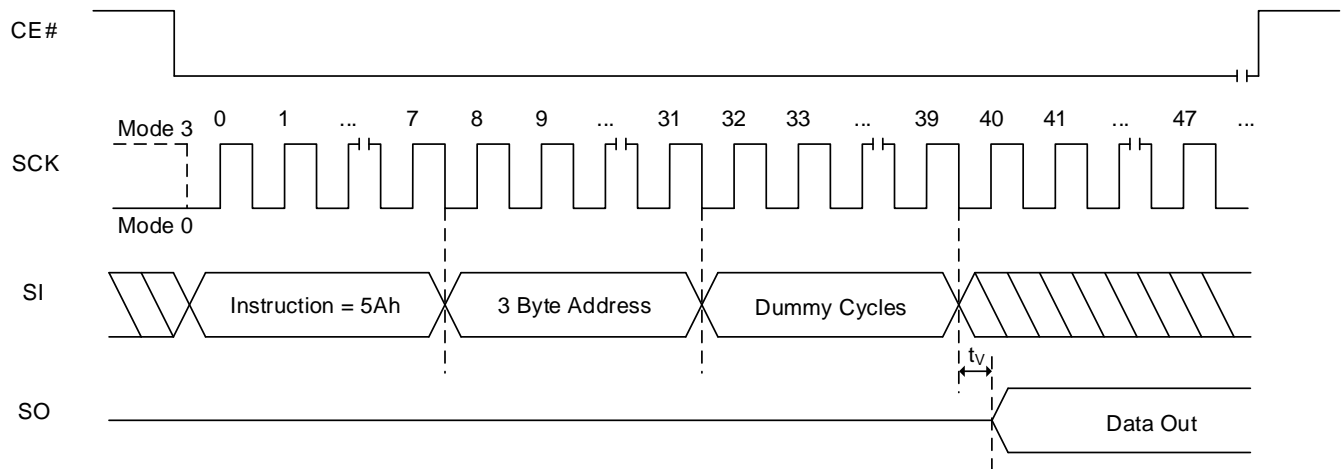 CE#
0 1 ... 7 8 9 ... 31 32 33 ... 39 40 41 ... 47 ...
Mode 3
SCK
Mode 0
SI
Instruction = 5Ah
3 Byte Address
Dummy Cycles
tV
SO
Data Out